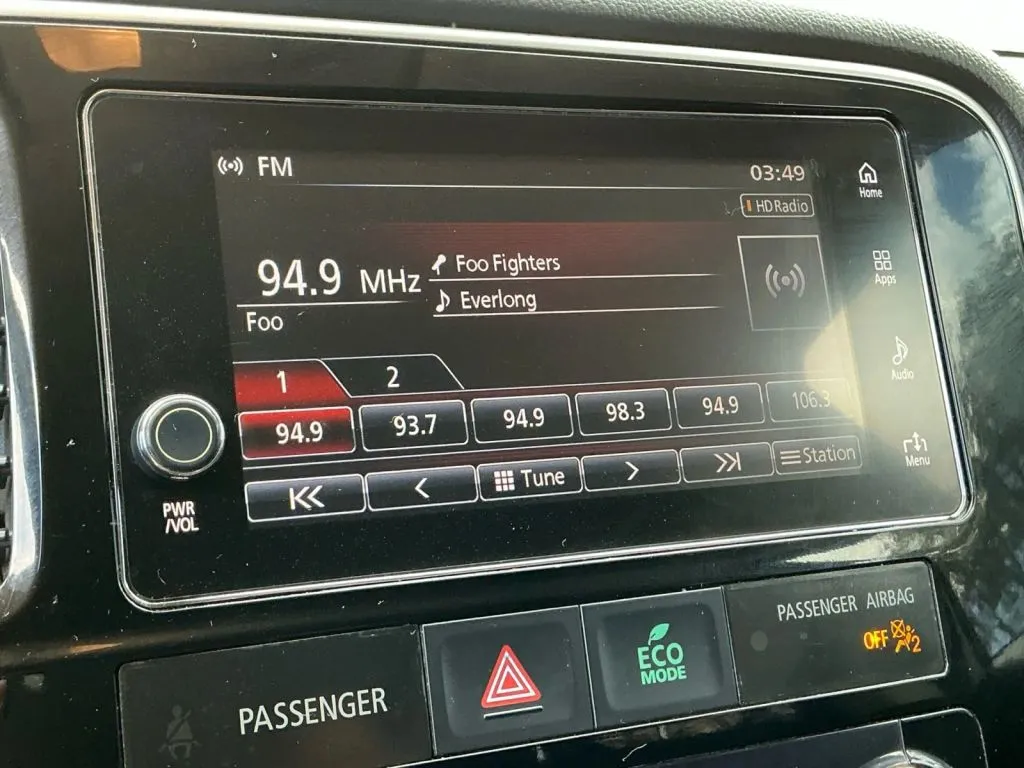 FM
03:49
HD Radio
Home
94.9 MHz
Foo Fighters
Everlong
Foo
Apps
1
2
Audio
94.9
93.7
94.9
98.3
94.9
106.3
Tune
Station
Menu
PWR
/VOL
PASSENGER
ECO
MODE
PASSENGER AIRBAG
OFF
2